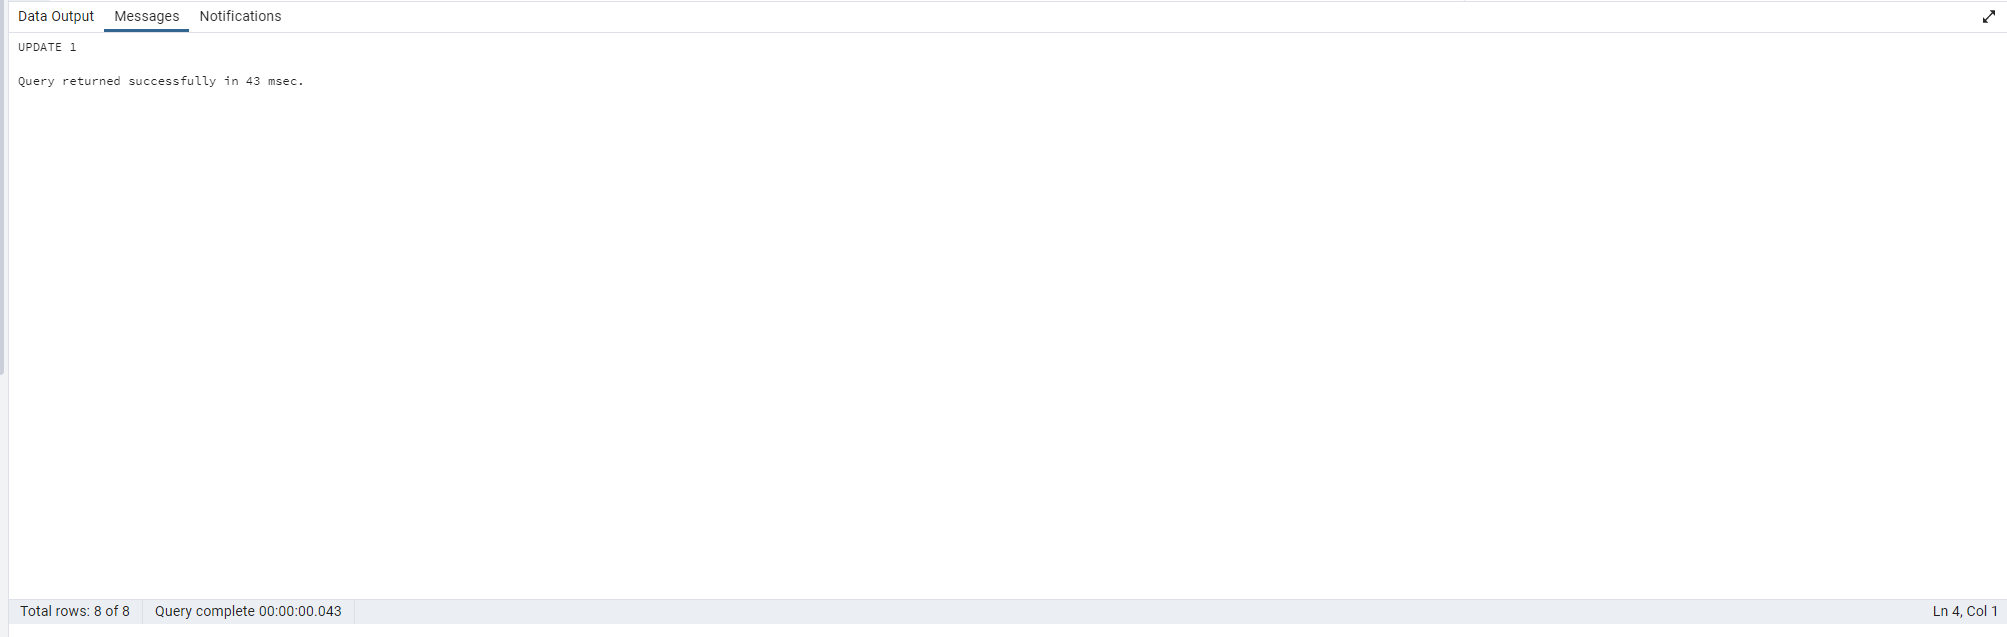 Data Output Messages Notifications
UPDATE 1
Query returned successfully in 43 msec.
Total rows: 8 of 8 Query complete 00:00:00.043 Ln 4, Col 1